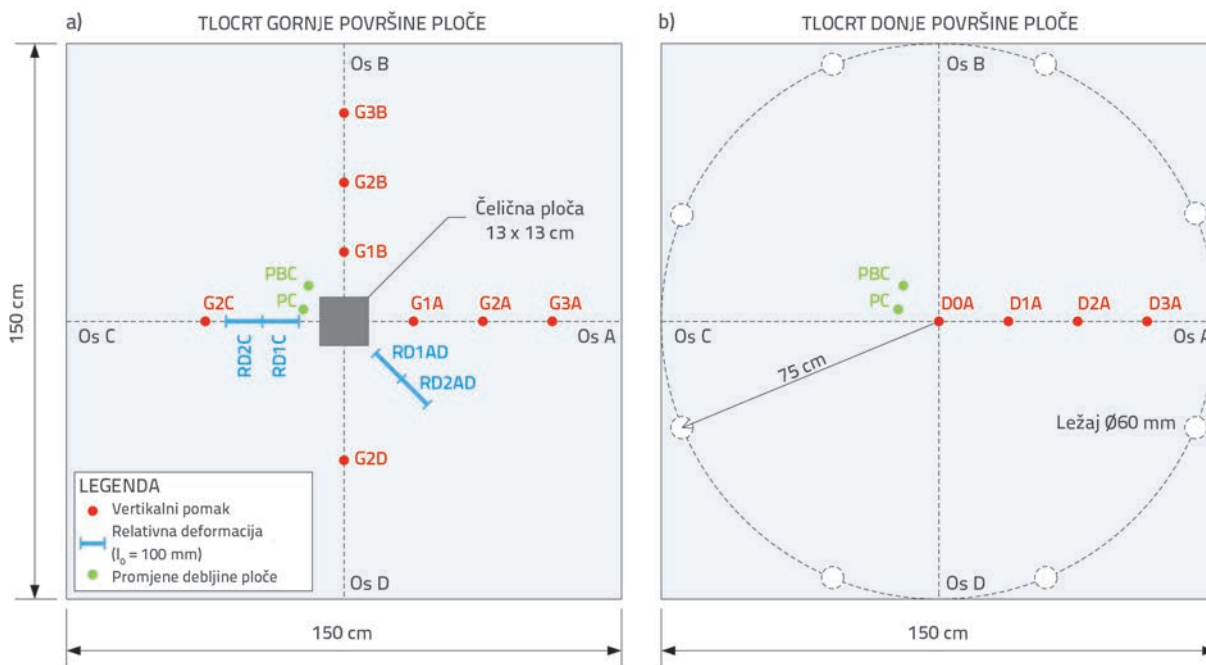 a)
TLOCRT GORNJE POVRŠINE PLOČE
Os B
G3B
G2B
Čelična ploča
13 x 13 cm
G1B
PBC
PC
G2C
G1A
G2A
G3A
Os C
Os A
RD2C
RD1C
RD1AD
RD2AD
G2D
LEGENDA
Vertikalni pomak
Relativna deformacija
(l₀ = 100 mm)
Promjene debljine ploče
Os D
150 cm
150 cm
b)
TLOCRT DONJE POVRŠINE PLOČE
Os B
PBC
PC
D0A
D1A
D2A
D3A
Os C
Os A
75 cm
Ležaj Ø60 mm
Os D
150 cm